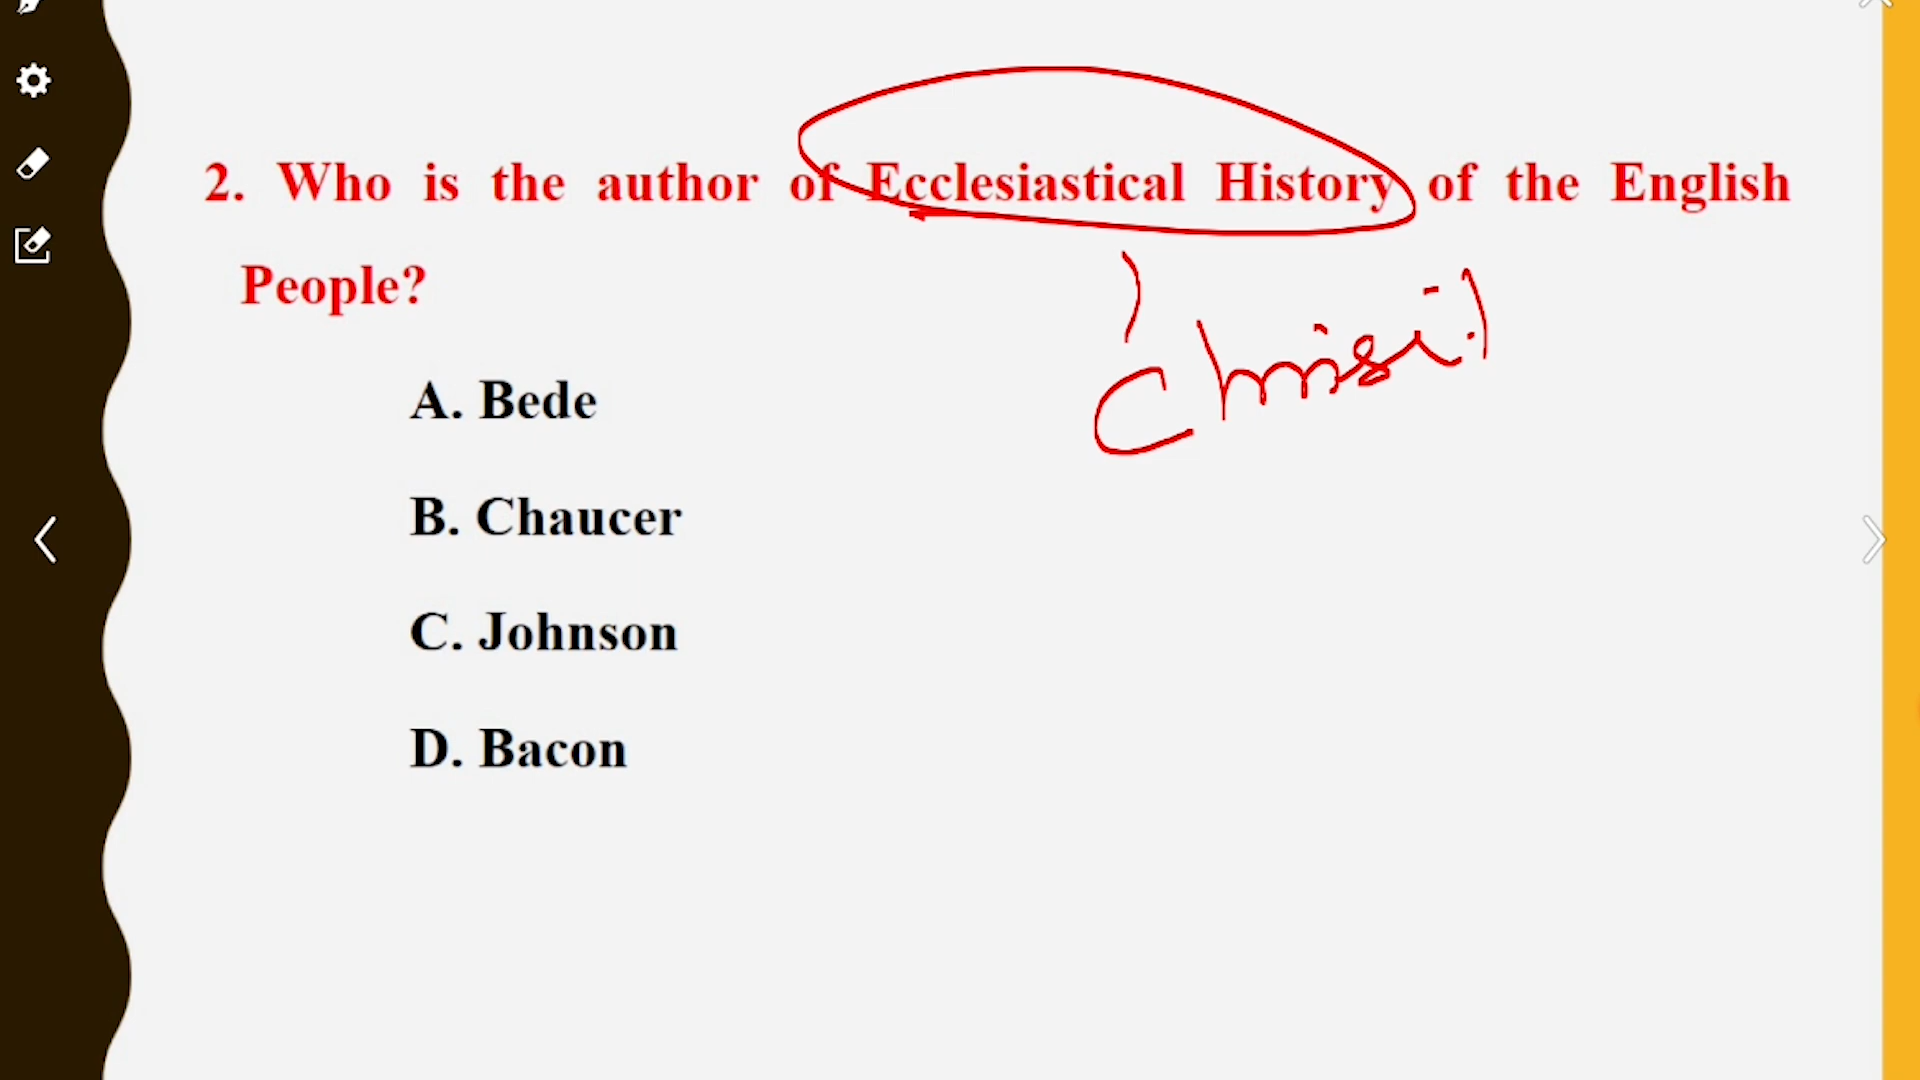 2. Who is the author of Ecclesiastical History of the English
People?
A. Bede
B. Chaucer
C. Johnson
D. Bacon